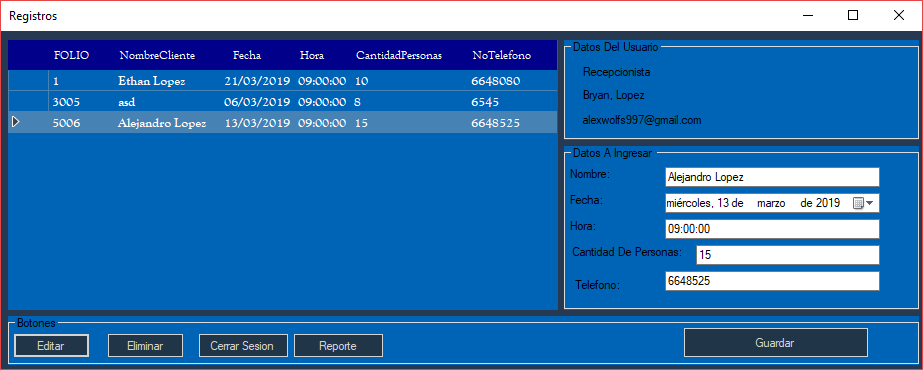 Registros
FOLIO NombreCliente Fecha Hora CantidadPersonas NoTelefono
1 Ethan Lopez 21/03/2019 09:00:00 10 6648080
3005 asd 06/03/2019 09:00:00 8 6545
5006 Alejandro Lopez 13/03/2019 09:00:00 15 6648525
Datos Del Usuario
Recepcionista
Bryan, Lopez
alexwolfs997@gmail.com
Datos A Ingresar
Nombre: Alejandro Lopez
Fecha: miércoles, 13 de marzo de 2019
Hora: 09:00:00
Cantidad De Personas: 15
Telefono: 6648525
Botones
Editar Eliminar Cerrar Sesion Reporte Guardar